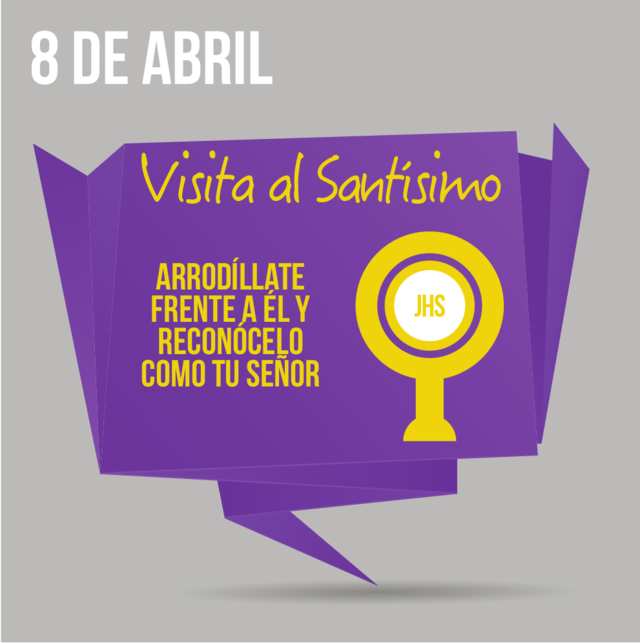 8 DE ABRIL
Visita al Santísimo
ARRODÍLLATE
FRENTE A ÉL Y
RECONÓCELO
COMO TU SEÑOR
JHS